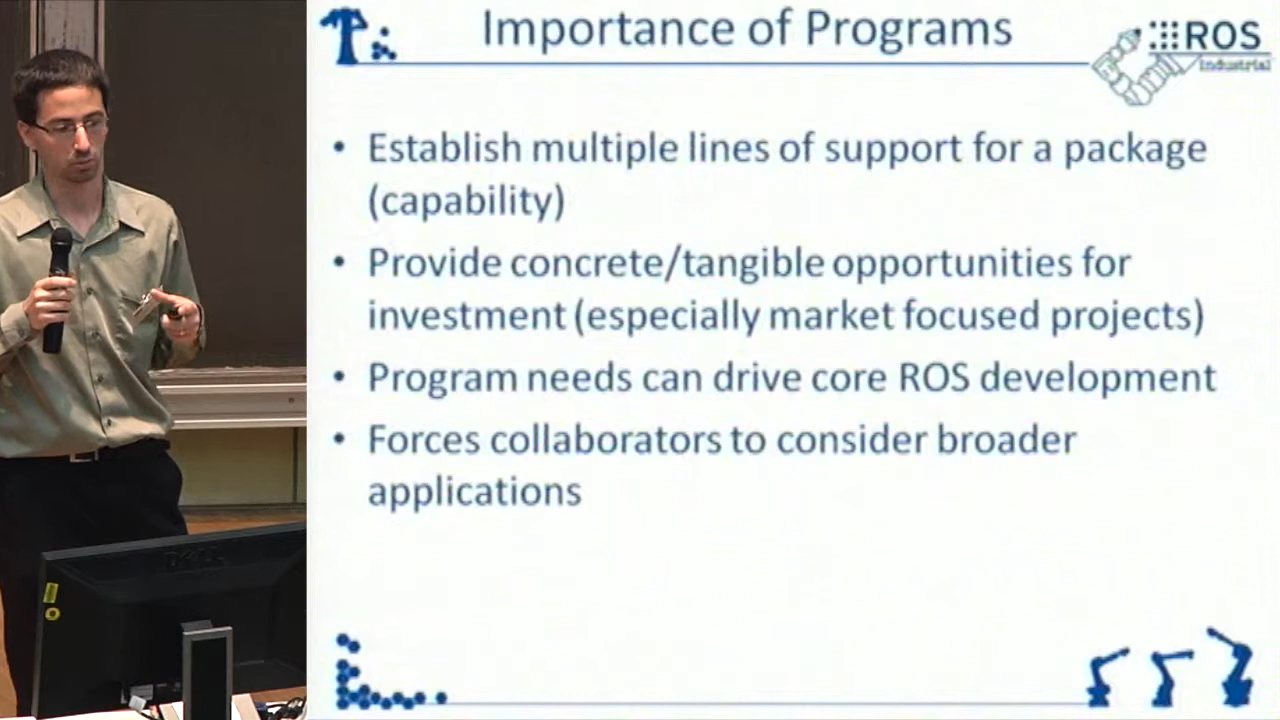 Importance of Programs
ROS
Industrial
• Establish multiple lines of support for a package
(capability)
• Provide concrete/tangible opportunities for
investment (especially market focused projects)
• Program needs can drive core ROS development
• Forces collaborators to consider broader
applications
DELL